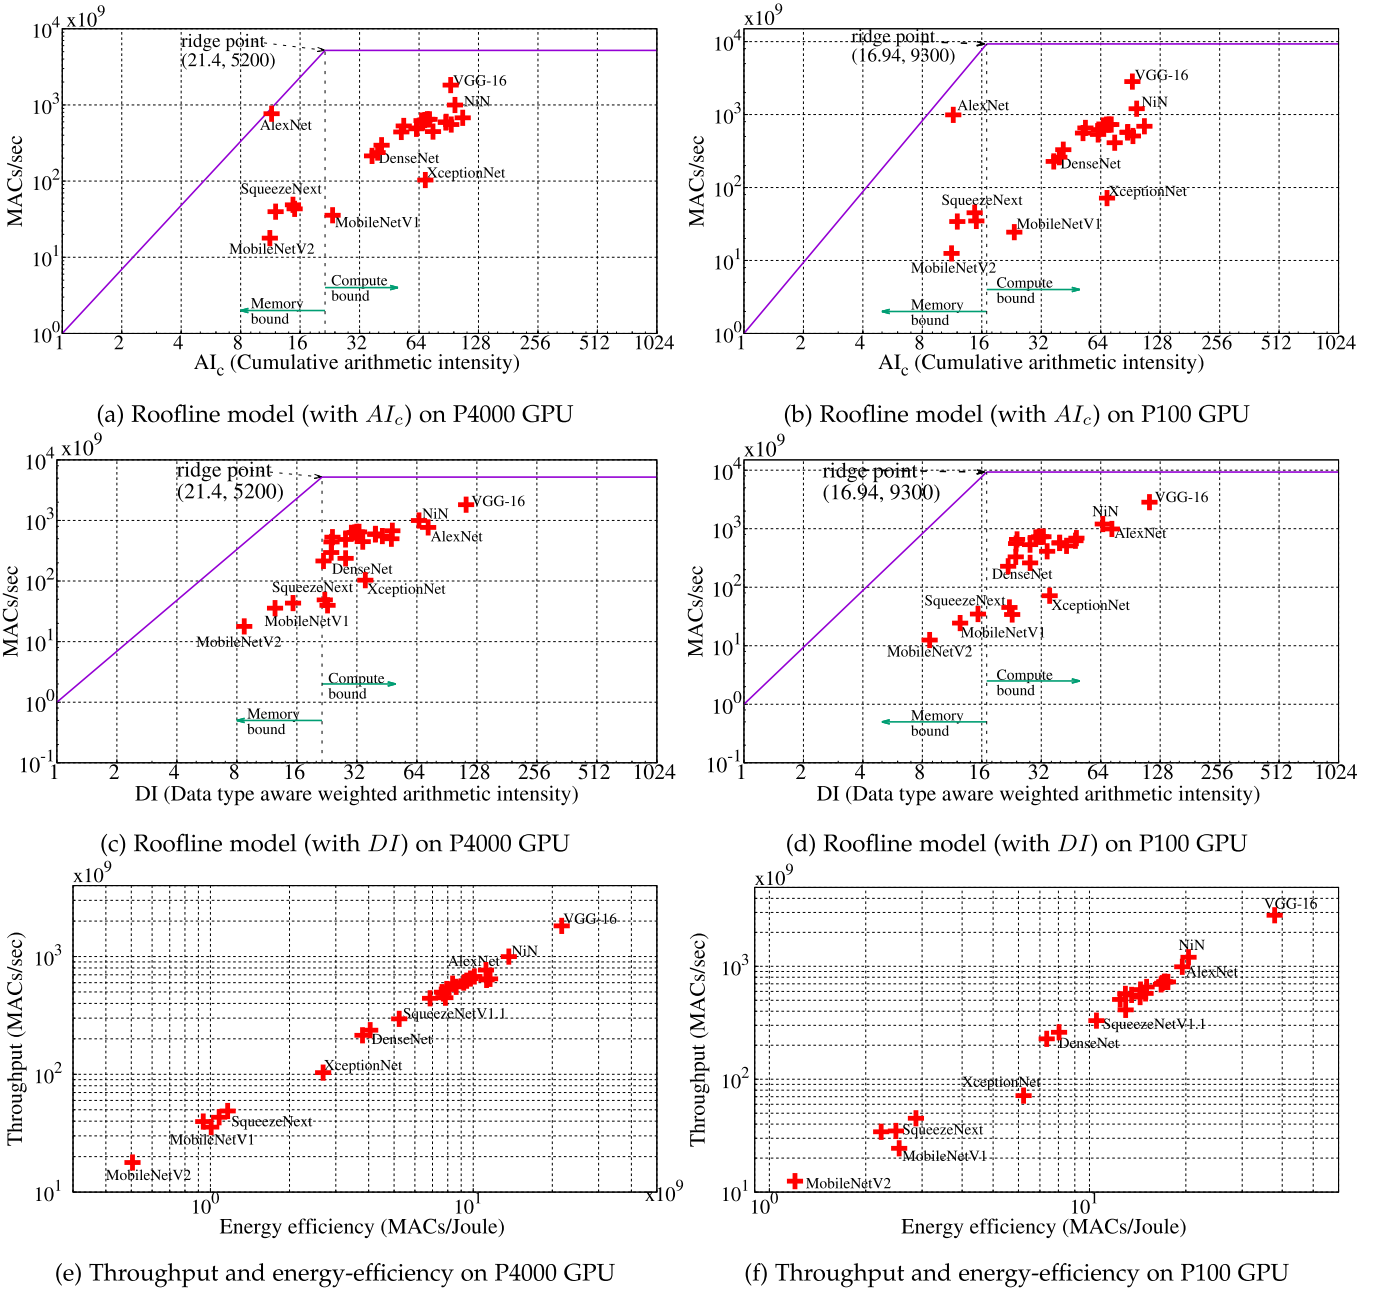 x10^9
10^4
ridge point
(21.4, 5200)
VGG-16
10^3
NiN
AlexNet
DenseNet
10^2
XceptionNet
SqueezeNext
MobileNetV1
MobileNetV2
10^1
Compute
bound
Memory
bound
10^0
MACs/sec
1 2 4 8 16 32 64 128 256 512 1024
AI_c (Cumulative arithmetic intensity)
(a) Roofline model (with AI_c) on P4000 GPU
x10^9
10^4
ridge point
(16.94, 9300)
VGG-16
10^3
AlexNet
NiN
DenseNet
10^2
XceptionNet
SqueezeNext
MobileNetV1
MobileNetV2
10^1
Compute
bound
Memory
bound
10^0
MACs/sec
1 2 4 8 16 32 64 128 256 512 1024
AI_c (Cumulative arithmetic intensity)
(b) Roofline model (with AI_c) on P100 GPU
x10^9
10^4
ridge point
(21.4, 5200)
VGG-16
NiN
10^3
AlexNet
DenseNet
10^2
SqueezeNext
XceptionNet
MobileNetV1
MobileNetV2
10^1
Compute
bound
10^0
Memory
bound
10^-1
MACs/sec
1 2 4 8 16 32 64 128 256 512 1024
DI (Data type aware weighted arithmetic intensity)
(c) Roofline model (with DI) on P4000 GPU
x10^9
10^4
ridge point
(16.94, 9300)
VGG-16
NiN
10^3
AlexNet
DenseNet
10^2
SqueezeNext
XceptionNet
MobileNetV1
10^1
MobileNetV2
Compute
bound
10^0
Memory
bound
10^-1
MACs/sec
1 2 4 8 16 32 64 128 256 512 1024
DI (Data type aware weighted arithmetic intensity)
(d) Roofline model (with DI) on P100 GPU
x10^9
VGG-16
NiN
10^3
AlexNet
SqueezeNetV1.1
DenseNet
XceptionNet
10^2
SqueezeNext
MobileNetV1
MobileNetV2
10^1
Throughput (MACs/sec)
10^0 10^1 x10^9
Energy efficiency (MACs/Joule)
(e) Throughput and energy-efficiency on P4000 GPU
x10^9
VGG-16
NiN
10^3
AlexNet
SqueezeNetV1.1
DenseNet
XceptionNet
10^2
SqueezeNext
MobileNetV1
MobileNetV2
10^1
Throughput (MACs/sec)
10^0 10^1
Energy efficiency (MACs/Joule)
(f) Throughput and energy-efficiency on P100 GPU